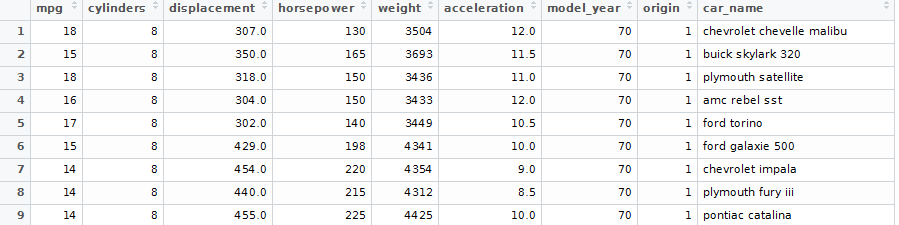 mpg cylinders displacement horsepower weight acceleration model_year origin car_name
1 18 8 307.0 130 3504 12.0 70 1 chevrolet chevelle malibu
2 15 8 350.0 165 3693 11.5 70 1 buick skylark 320
3 18 8 318.0 150 3436 11.0 70 1 plymouth satellite
4 16 8 304.0 150 3433 12.0 70 1 amc rebel sst
5 17 8 302.0 140 3449 10.5 70 1 ford torino
6 15 8 429.0 198 4341 10.0 70 1 ford galaxie 500
7 14 8 454.0 220 4354 9.0 70 1 chevrolet impala
8 14 8 440.0 215 4312 8.5 70 1 plymouth fury iii
9 14 8 455.0 225 4425 10.0 70 1 pontiac catalina